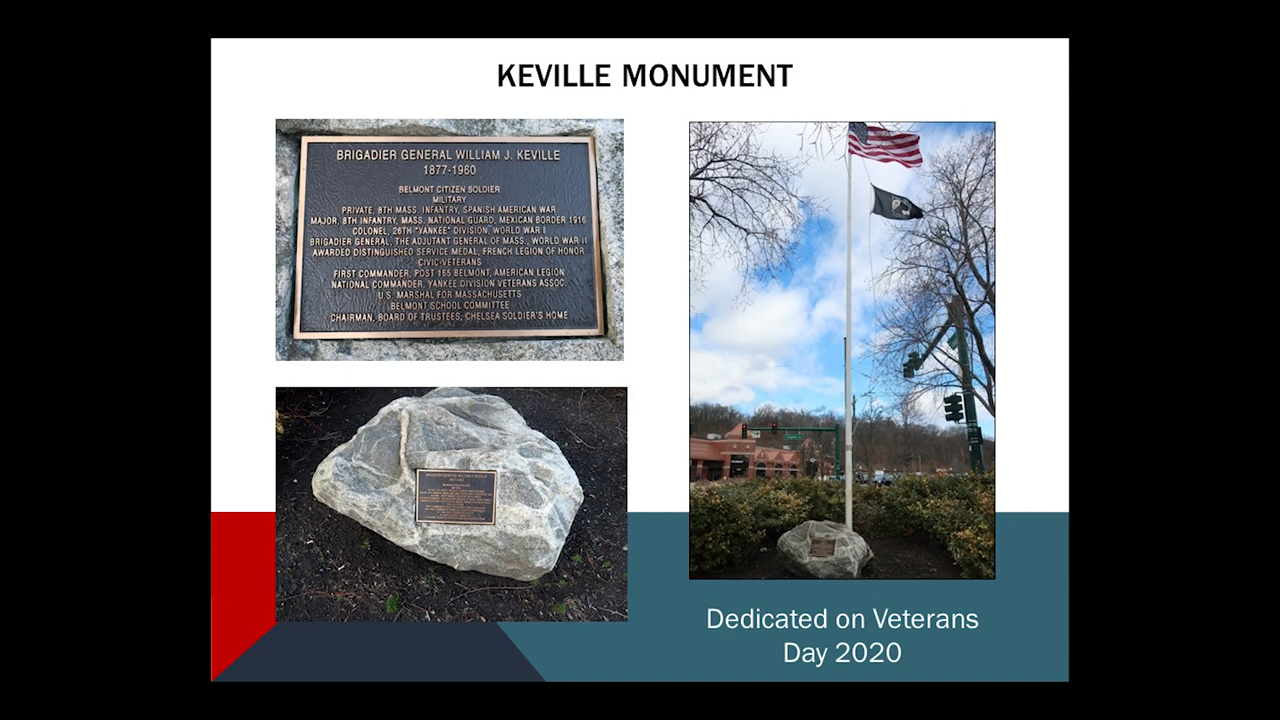 KEVILLE MONUMENT
BRIGADIER GENERAL WILLIAM J. KEVILLE
1877-1960
BELMONT CITIZEN SOLDIER
MILITARY
PRIVATE, 8TH MASS. INFANTRY, SPANISH AMERICAN WAR
MAJOR, 8TH INFANTRY, MASS. NATIONAL GUARD, MEXICAN BORDER 1916
COLONEL, 26TH "YANKEE" DIVISION, WORLD WAR I
BRIGADIER GENERAL, THE ADJUTANT GENERAL OF MASS., WORLD WAR II
AWARDED DISTINGUISHED SERVICE MEDAL, FRENCH LEGION OF HONOR
CIVIC-VETERANS
FIRST COMMANDER, POST 165 BELMONT, AMERICAN LEGION
NATIONAL COMMANDER, YANKEE DIVISION VETERANS ASSOC.
U.S. MARSHAL FOR MASSACHUSETTS
BELMONT SCHOOL COMMITTEE
CHAIRMAN, BOARD OF TRUSTEES, CHELSEA SOLDIER'S HOME
Dedicated on Veterans
Day 2020